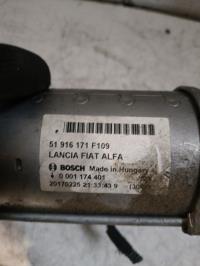 51 916 171 F109
LANCIA FIAT ALFA
BOSCH Made in Hungary
0 001 174 401
20170225 21:33:43 9